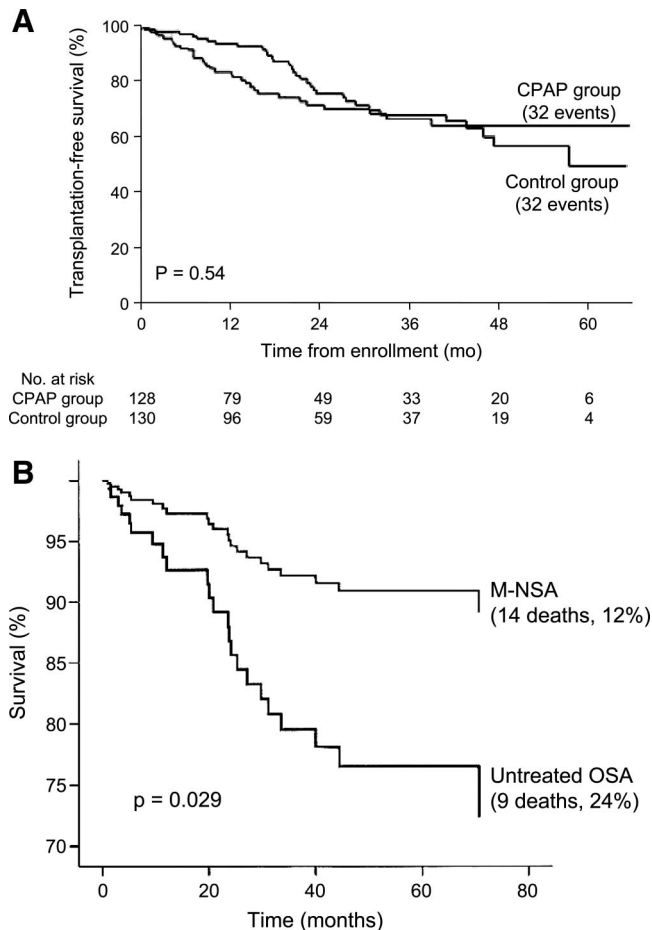 A
Transplantation-free survival (%)
100
80
60
40
20
0
CPAP group
(32 events)
Control group
(32 events)
P = 0.54
0 12 24 36 48 60
Time from enrollment (mo)
No. at risk
CPAP group 128 79 49 33 20 6
Control group 130 96 59 37 19 4
B
Survival (%)
95
90
85
80
75
70
M-NSA
(14 deaths, 12%)
Untreated OSA
(9 deaths, 24%)
p = 0.029
0 20 40 60 80
Time (months)